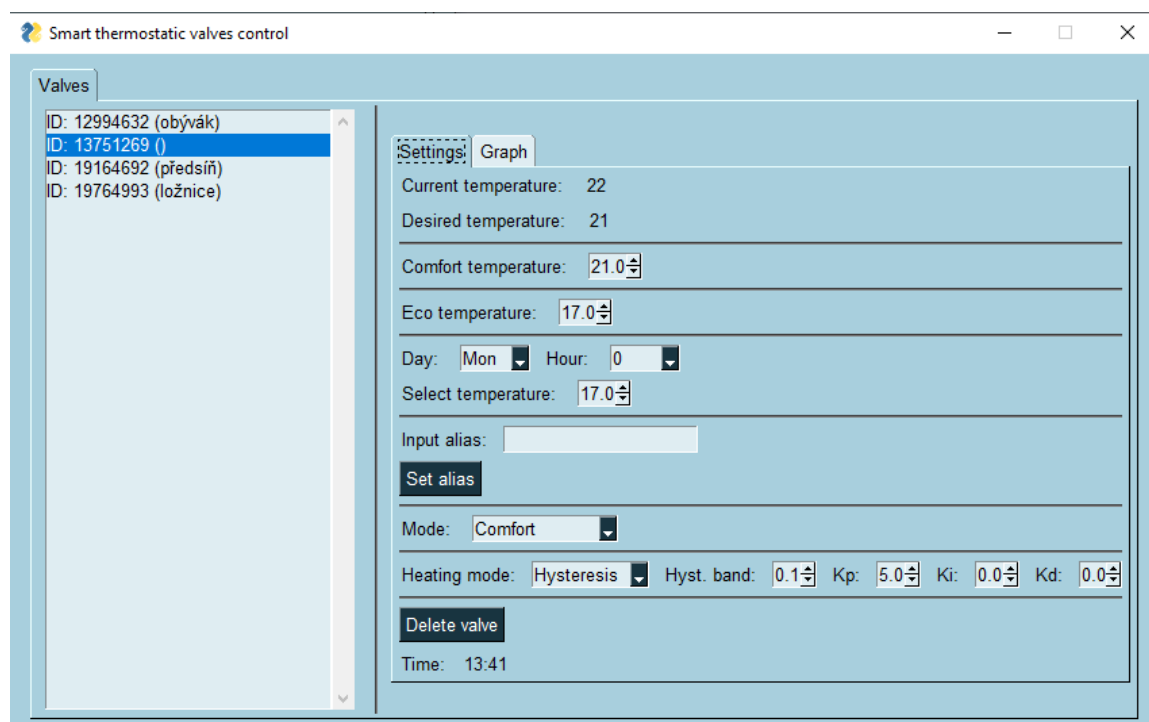 Smart thermostatic valves control
Valves
ID: 12994632 (obývák)
ID: 13751269 ()
ID: 19164692 (předsíň)
ID: 19764993 (ložnice)
Settings Graph
Current temperature: 22
Desired temperature: 21
Comfort temperature: 21.0
Eco temperature: 17.0
Day: Mon Hour: 0
Select temperature: 17.0
Input alias:
Set alias
Mode: Comfort
Heating mode: Hysteresis Hyst. band: 0.1 Kp: 5.0 Ki: 0.0 Kd: 0.0
Delete valve
Time: 13:41